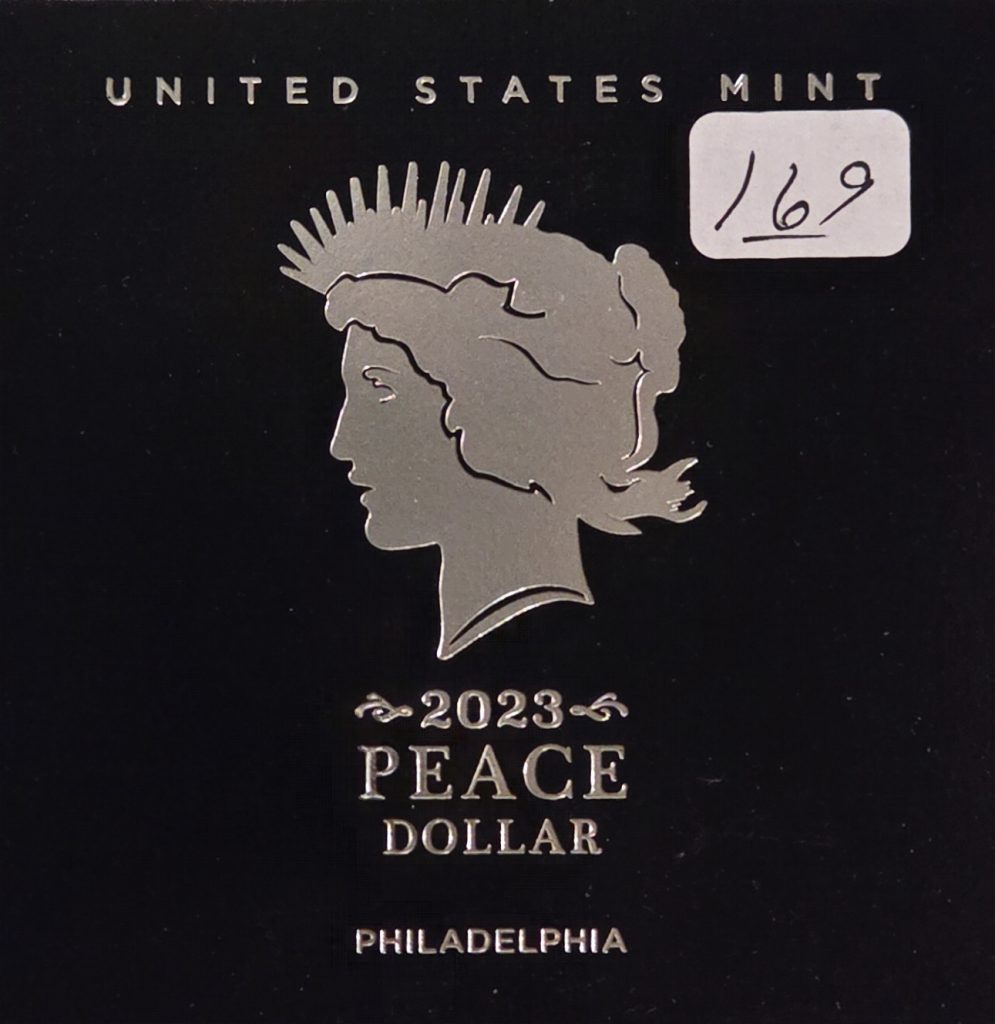 UNITED STATES MINT
169
2023
PEACE
DOLLAR
PHILADELPHIA